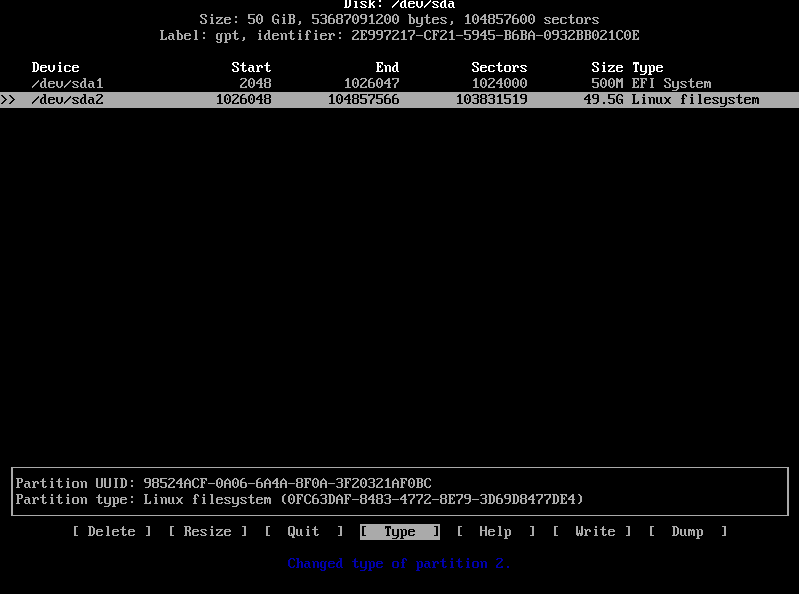 Disk: /dev/sda
Size: 50 GiB, 53687091200 bytes, 104857600 sectors
Label: gpt, identifier: 2E997217-CF21-5945-B6BA-0932BB021C0E
Device Start End Sectors Size Type
/dev/sda1 2048 1026047 1024000 500M EFI System
>> /dev/sda2 1026048 104857566 103831519 49.5G Linux filesystem
Partition UUID: 98524ACF-0A06-6A4A-8F0A-3F20321AF0BC
Partition type: Linux filesystem (0FC63DAF-8483-4772-8E79-3D69D8477DE4)
[ Delete ] [ Resize ] [ Quit ] [ Type ] [ Help ] [ Write ] [ Dump ]
Changed type of partition 2.